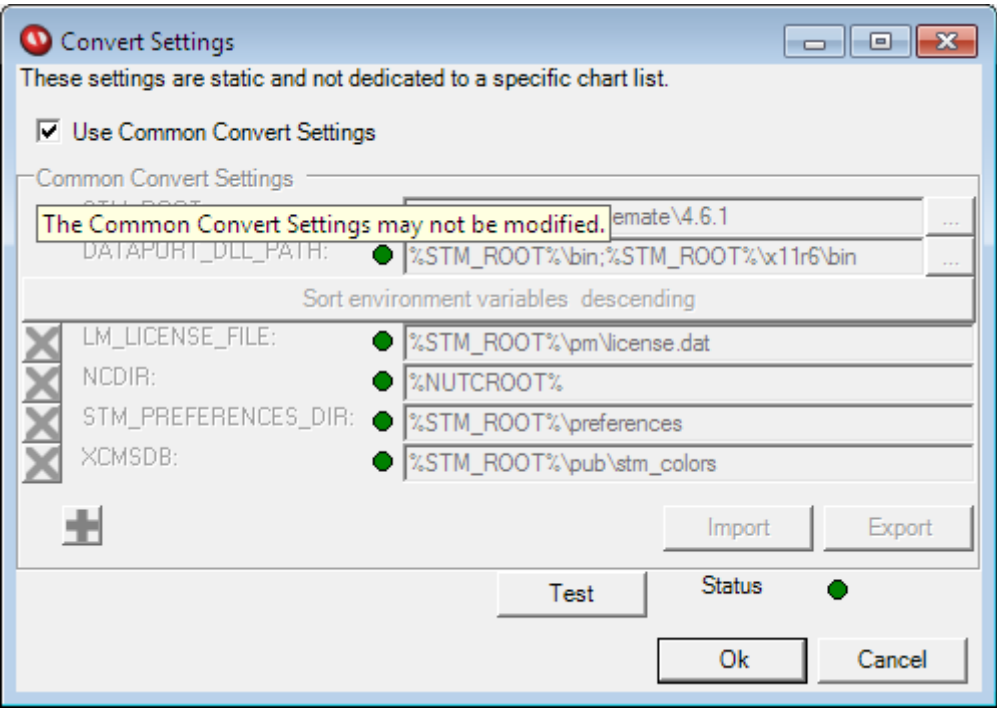 Convert Settings
These settings are static and not dedicated to a specific chart list.
Use Common Convert Settings
Common Convert Settings
The Common Convert Settings may not be modified.
emate\4.6.1
...
DATAPORT_DLL_PATH:
%STM_ROOT%\bin;%STM_ROOT%\x11r6\bin
...
Sort environment variables  descending
LM_LICENSE_FILE:
%STM_ROOT%\pm\license.dat
NCDIR:
%NUTCROOT%
STM_PREFERENCES_DIR:
%STM_ROOT%\preferences
XCMSDB:
%STM_ROOT%\pub\stm_colors
Import
Export
Test
Status
Ok
Cancel